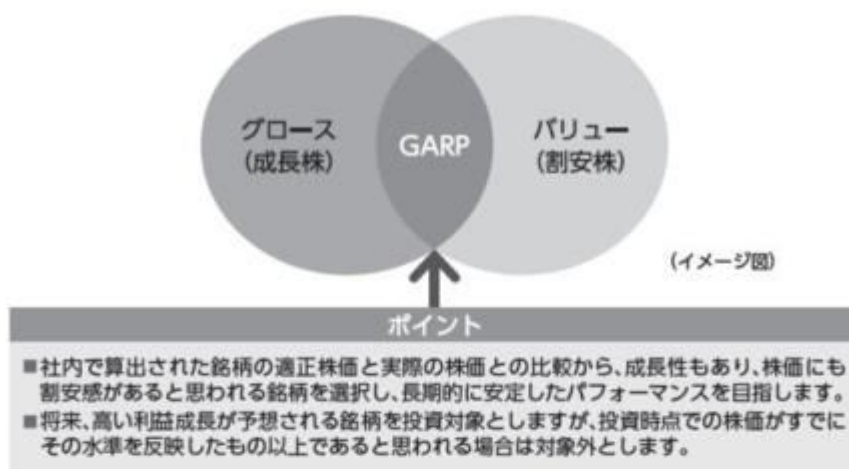 グロース
(成長株)
GARP
バリュー
(割安株)
(イメージ図)
ポイント
■社内で算出された銘柄の適正株価と実際の株価との比較から、成長性もあり、株価にも
割安感があると思われる銘柄を選択し、長期的に安定したパフォーマンスを目指します。
■将来、高い利益成長が予想される銘柄を投資対象としますが、投資時点での株価がすでに
その水準を反映したもの以上であると思われる場合は対象外とします。